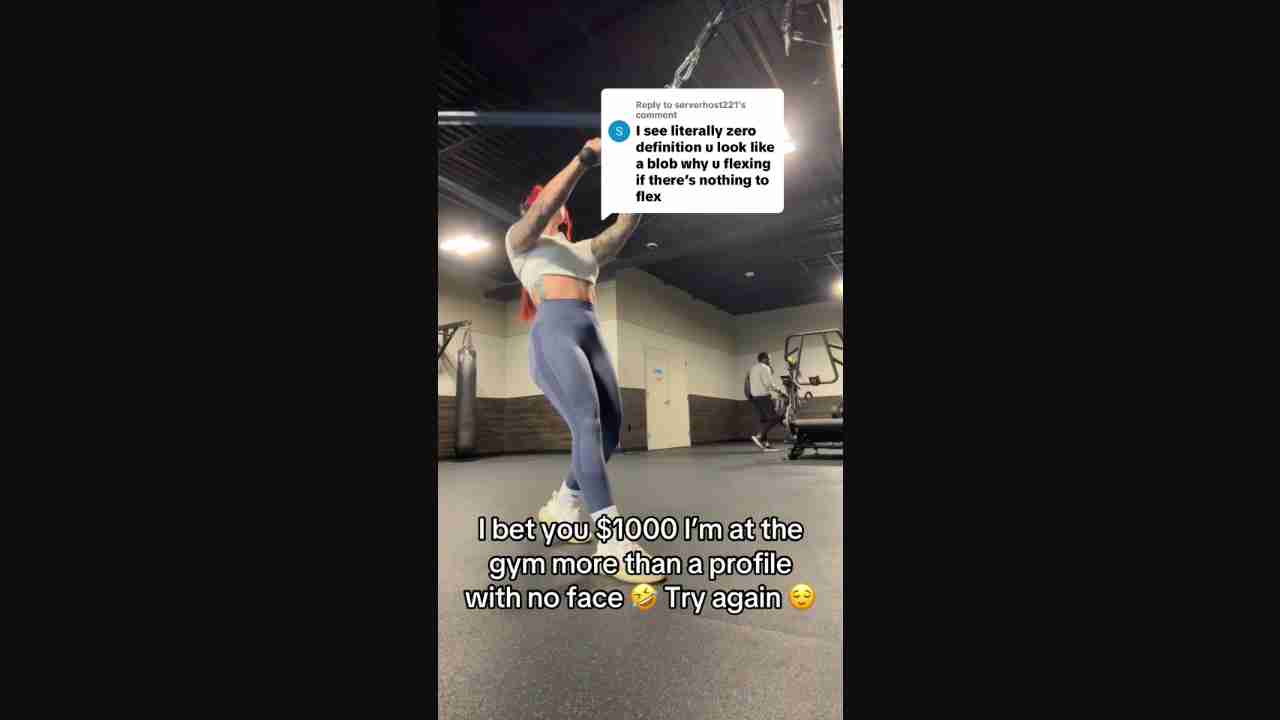 Reply to serverhost221's
comment
S
I see literally zero
definition u look like
a blob why u flexing
if there's nothing to
flex
I bet you $1000 I'm at the
gym more than a profile
with no face 🤣 Try again 😌